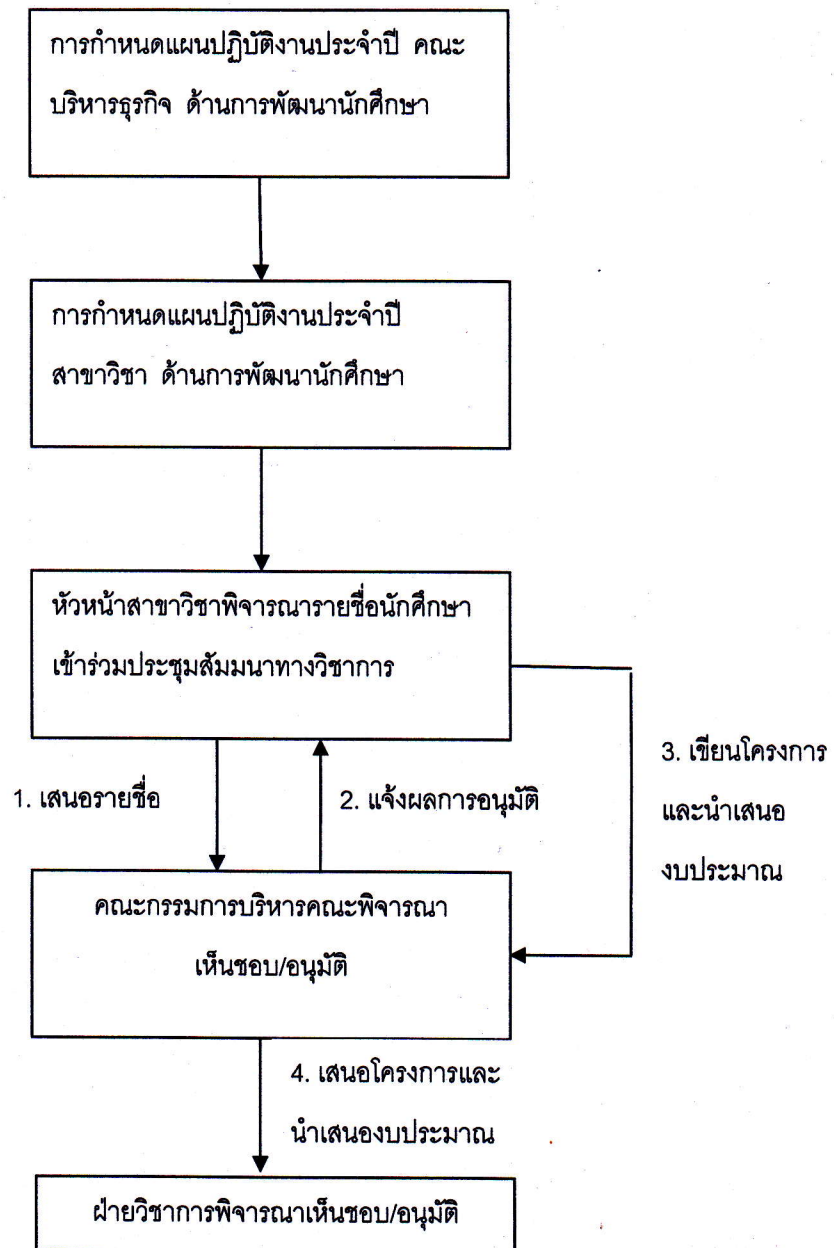 การกำหนดแผนปฏิบัติงานประจำปี คณะ
บริหารธุรกิจ ด้านการพัฒนานักศึกษา
การกำหนดแผนปฏิบัติงานประจำปี
สาขาวิชา ด้านการพัฒนานักศึกษา
หัวหน้าสาขาวิชาพิจารณารายชื่อนักศึกษา
เข้าร่วมประชุมสัมมนาทางวิชาการ
1. เสนอรายชื่อ
2. แจ้งผลการอนุมัติ
3. เขียนโครงการ
และนำเสนอ
งบประมาณ
คณะกรรมการบริหารคณะพิจารณา
เห็นชอบ/อนุมัติ
4. เสนอโครงการและ
นำเสนองบประมาณ
ฝ่ายวิชาการพิจารณาเห็นชอบ/อนุมัติ